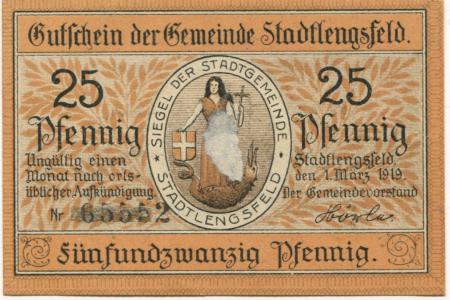 Gutschein der Gemeinde Stadtlengsfeld.
25
Pfennig
Ungültig einen
Monat nach orts-
üblicher Aufkündigung.
Nr 65552
SIEGEL DER STADTGEMEINDE
STADTLENGSFELD
25
Pfennig
Stadtlengsfeld,
den 1. März 1919.
Der Gemeindevorstand
Fünfundzwanzig Pfennig.